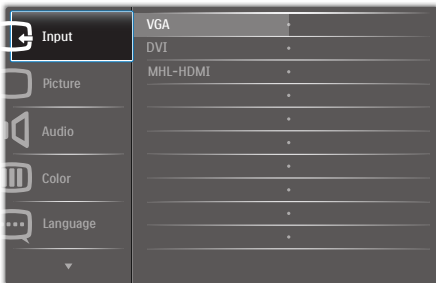 Input
Picture
Audio
Color
Language
VGA
DVI
MHL-HDMI